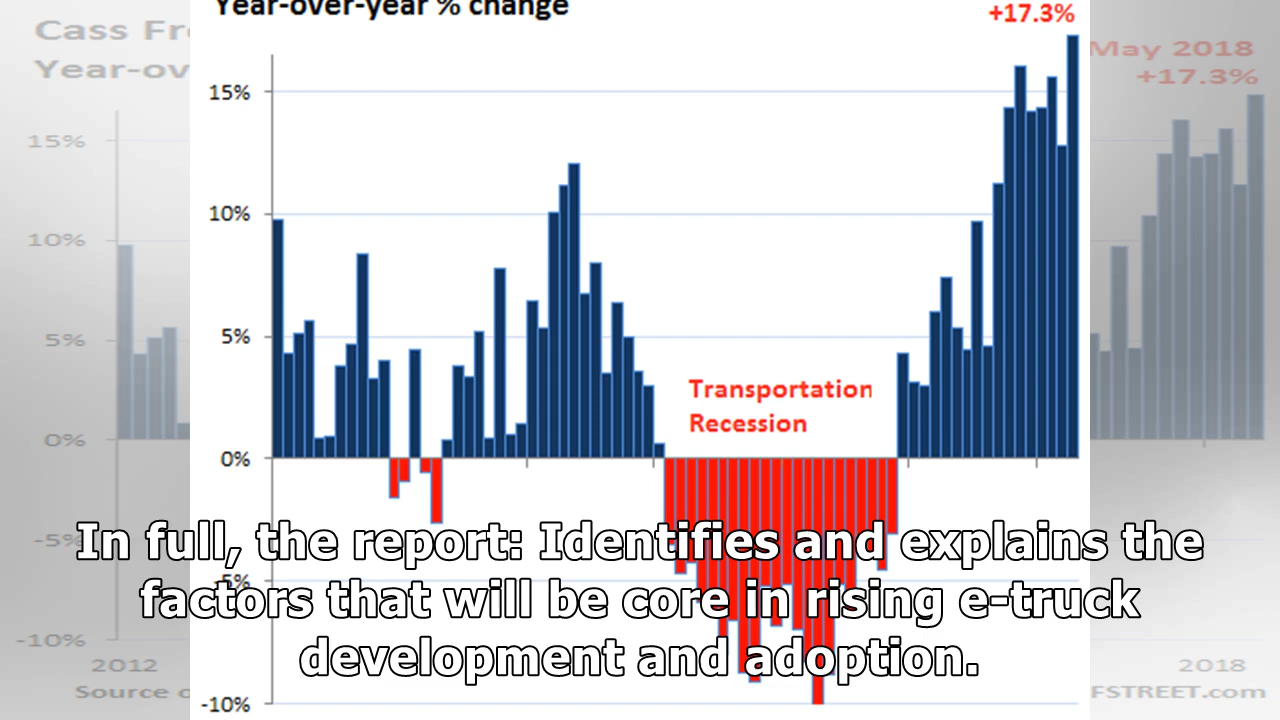 Year-over-year % change
+17.3%
Cass Fr
Year-ov
May 2018
+17.3%
15%
15%
10%
10%
5%
5%
Transportation
Recession
0%
0%
In full, the report: Identifies and explains the
factors that will be core in rising e-truck
development and adoption.
-5%
-10%
-10%
2012
2018
Source
FSTREET.com